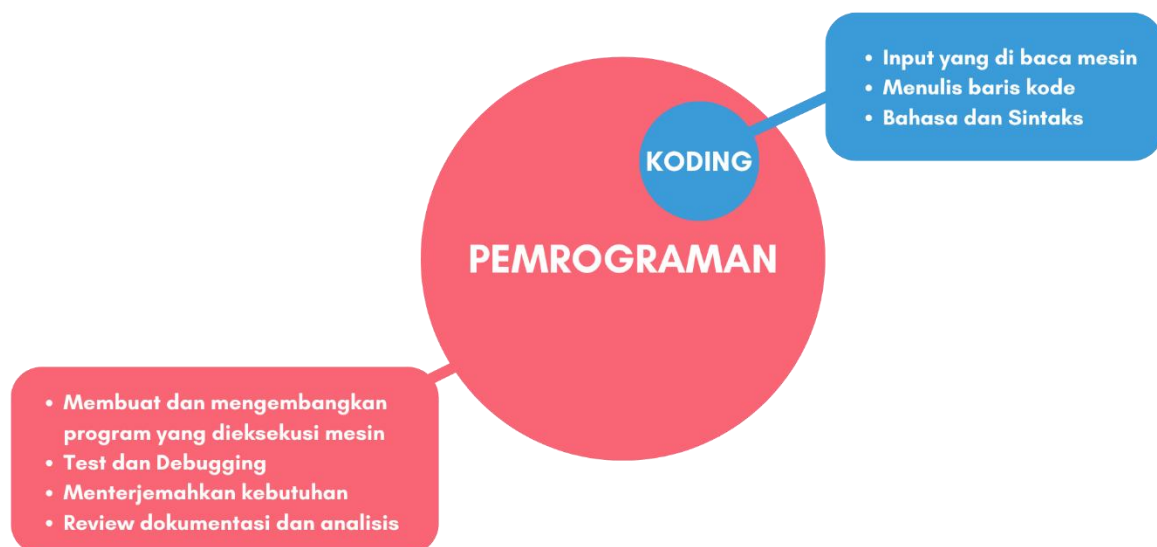 • Input yang di baca mesin
• Menulis baris kode
• Bahasa dan Sintaks
KODING
PEMROGRAMAN
• Membuat dan mengembangkan
program yang dieksekusi mesin
• Test dan Debugging
• Menterjemahkan kebutuhan
• Review dokumentasi dan analisis